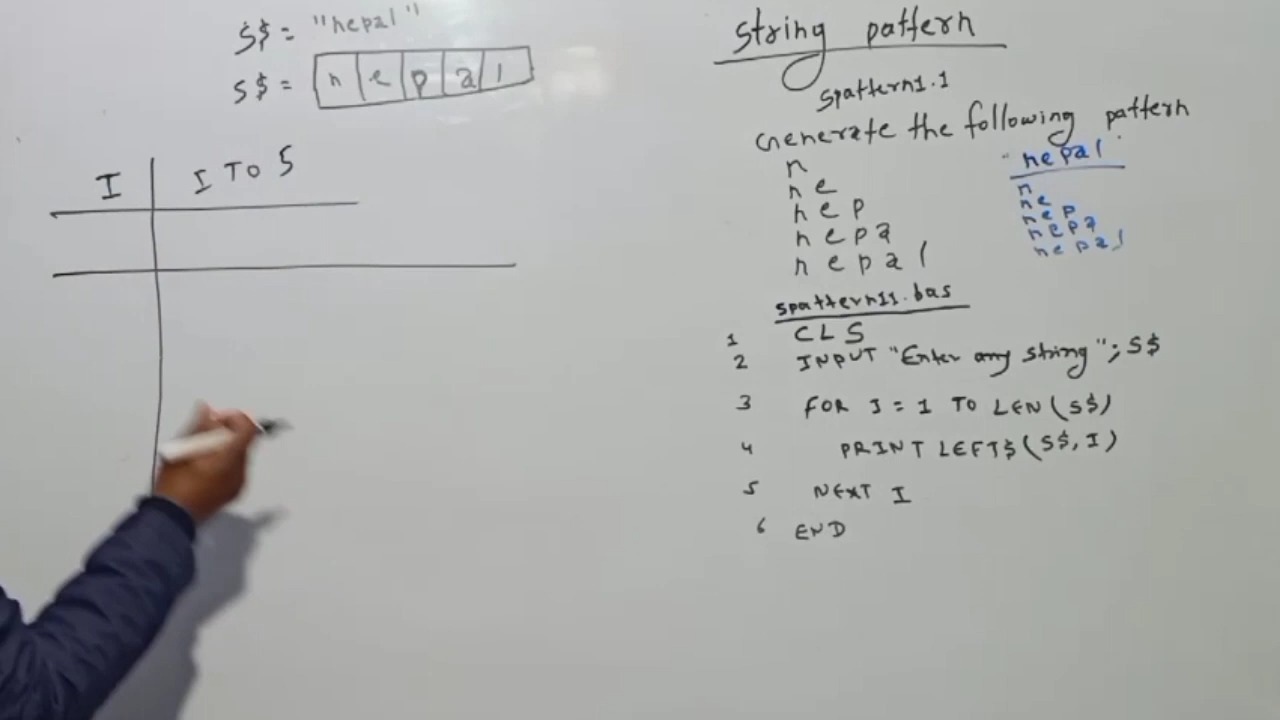 S$ = "nepal"
S$ = n e p a l
I I TO 5
string pattern
spattern1.1
Generate the following pattern
n
ne
nep
nepa
nepal
"nepal"
n
ne
nep
nepa
nepal
spattern11.bas
1 CLS
2 INPUT "Enter any string"; S$
3 FOR I = 1 TO LEN(S$)
4 PRINT LEFT$(S$, I)
5 NEXT I
6 END